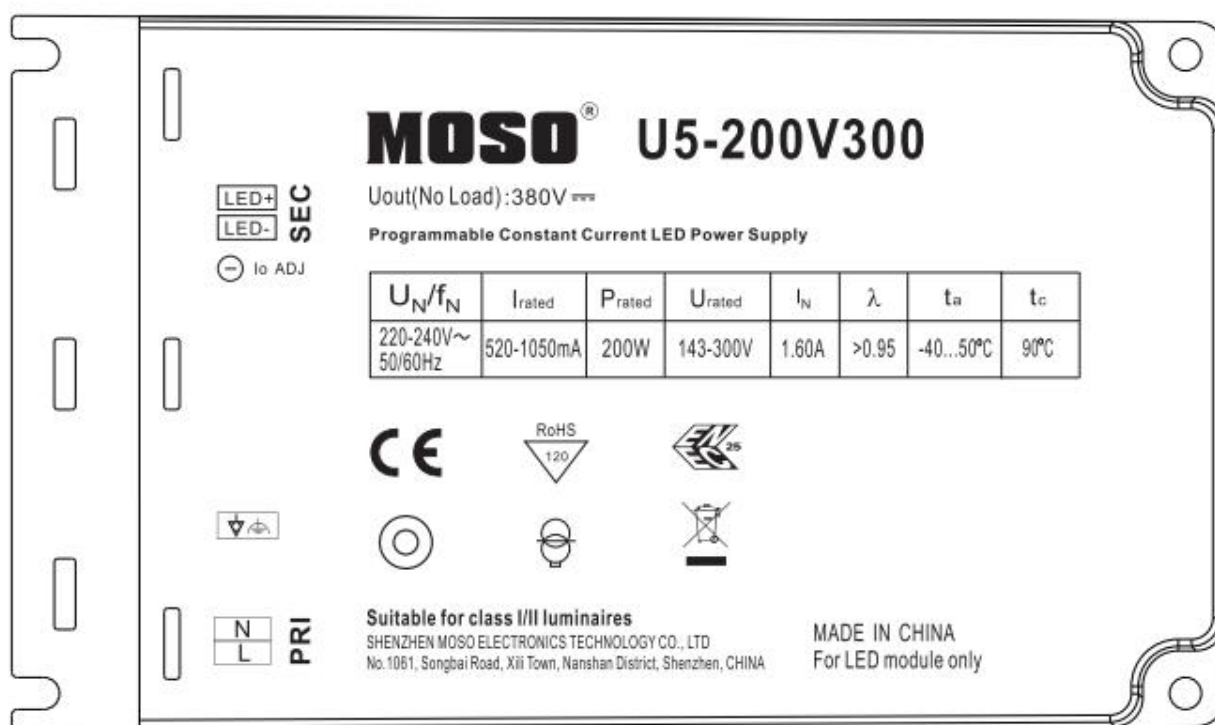 MOSO® U5-200V300
Uout(No Load):380V ⎓
Programmable Constant Current LED Power Supply
LED+
LED-
SEC
Io ADJ
UN/fN Irated Prated Urated IN λ ta tc
220-240V～ 50/60Hz 520-1050mA 200W 143-300V 1.60A >0.95 -40...50℃ 90℃
CE
RoHS
120
ENEC 25
N
L
PRI
Suitable for class I/II luminaires
SHENZHEN MOSO ELECTRONICS TECHNOLOGY CO., LTD
No.1061, Songbai Road, Xili Town, Nanshan District, Shenzhen, CHINA
MADE IN CHINA
For LED module only